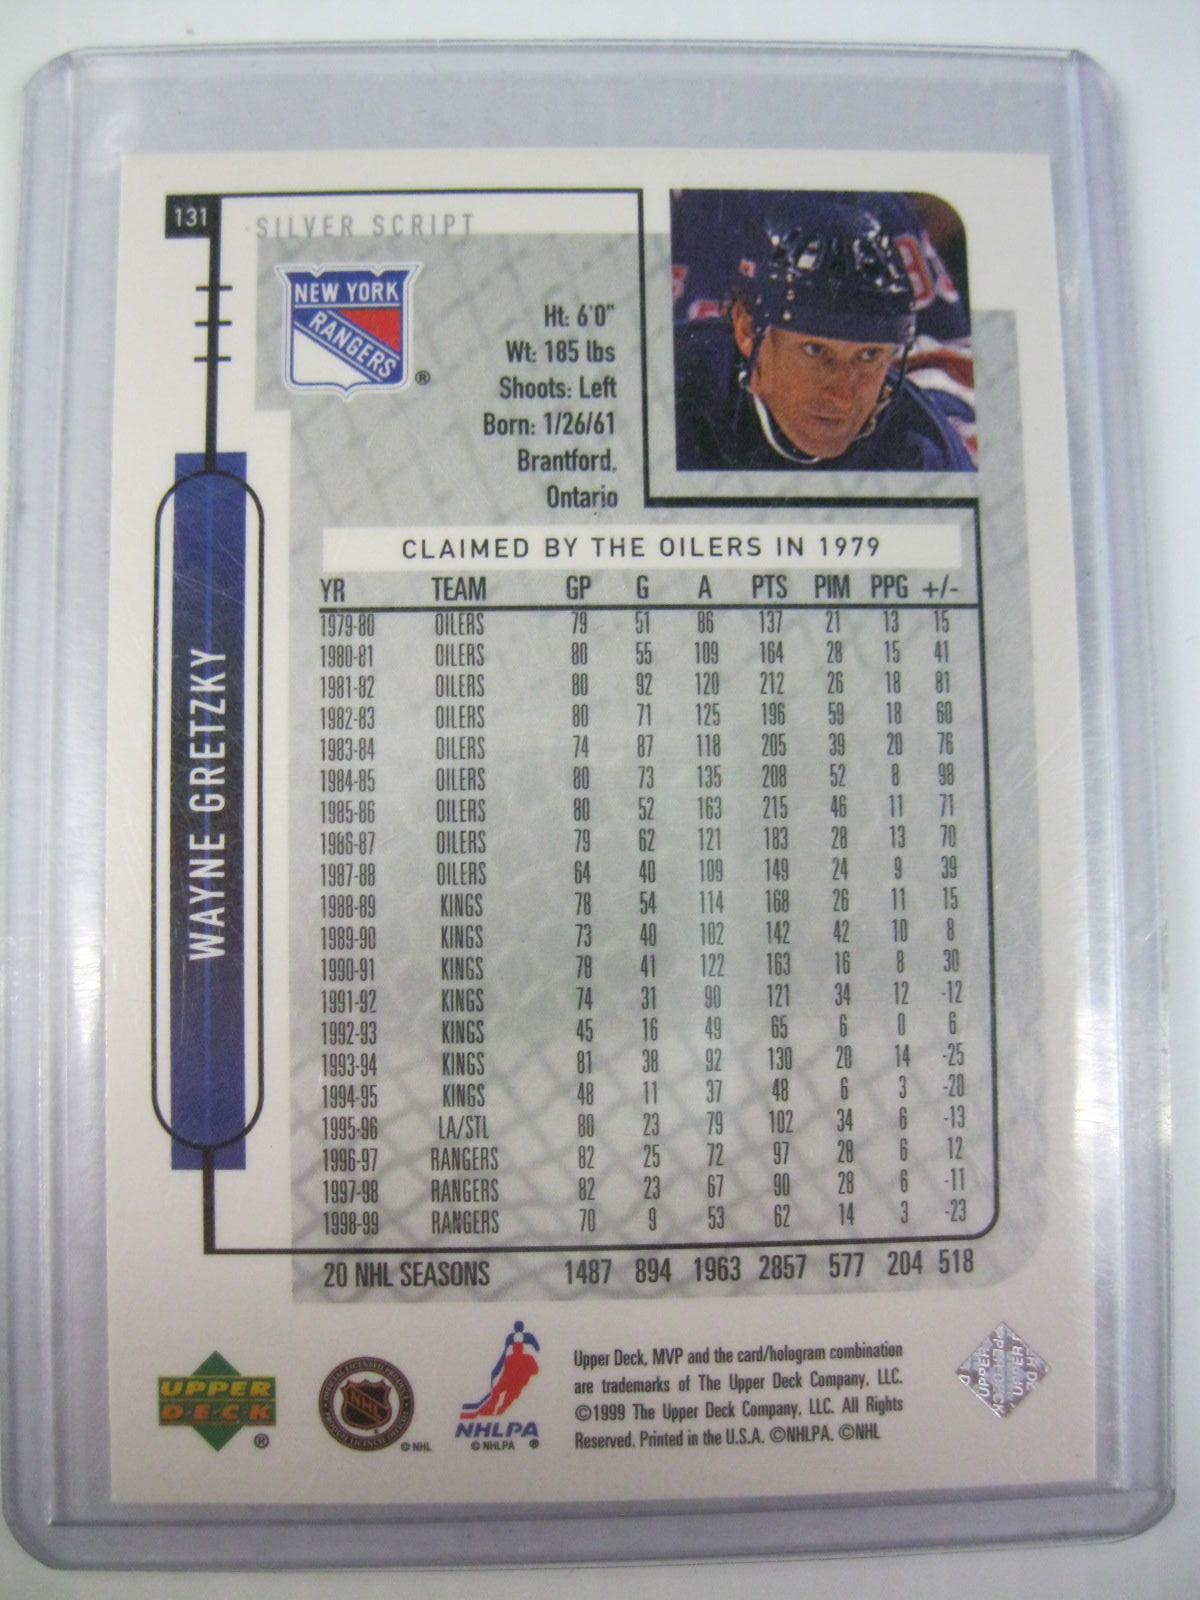 131
SILVER SCRIPT
NEW YORK
RANGERS
®
Ht: 6'0"
Wt: 185 lbs
Shoots: Left
Born: 1/26/61
Brantford,
Ontario
WAYNE GRETZKY
CLAIMED BY THE OILERS IN 1979
YR TEAM GP G A PTS PIM PPG +/-
1979-80 OILERS 79 51 86 137 21 13 15
1980-81 OILERS 80 55 109 164 28 15 41
1981-82 OILERS 80 92 120 212 26 18 81
1982-83 OILERS 80 71 125 196 59 18 60
1983-84 OILERS 74 87 118 205 39 20 76
1984-85 OILERS 80 73 135 208 52 8 98
1985-86 OILERS 80 52 163 215 46 11 71
1986-87 OILERS 79 62 121 183 28 13 70
1987-88 OILERS 64 40 109 149 24 9 39
1988-89 KINGS 78 54 114 168 26 11 15
1989-90 KINGS 73 40 102 142 42 10 8
1990-91 KINGS 78 41 122 163 16 8 30
1991-92 KINGS 74 31 90 121 34 12 -12
1992-93 KINGS 45 16 49 65 6 0 6
1993-94 KINGS 81 38 92 130 20 14 -25
1994-95 KINGS 48 11 37 48 6 3 -20
1995-96 LA/STL 80 23 79 102 34 6 -13
1996-97 RANGERS 82 25 72 97 28 6 12
1997-98 RANGERS 82 23 67 90 28 6 -11
1998-99 RANGERS 70 9 53 62 14 3 -23
20 NHL SEASONS 1487 894 1963 2857 577 204 518
UPPER
D·E·C·K
®
NHL
© NHL
NHLPA
© NHLPA ®
Upper Deck, MVP and the card/hologram combination
are trademarks of The Upper Deck Company, LLC.
©1999 The Upper Deck Company, LLC. All Rights
Reserved. Printed in the U.S.A. ©NHLPA. ©NHL